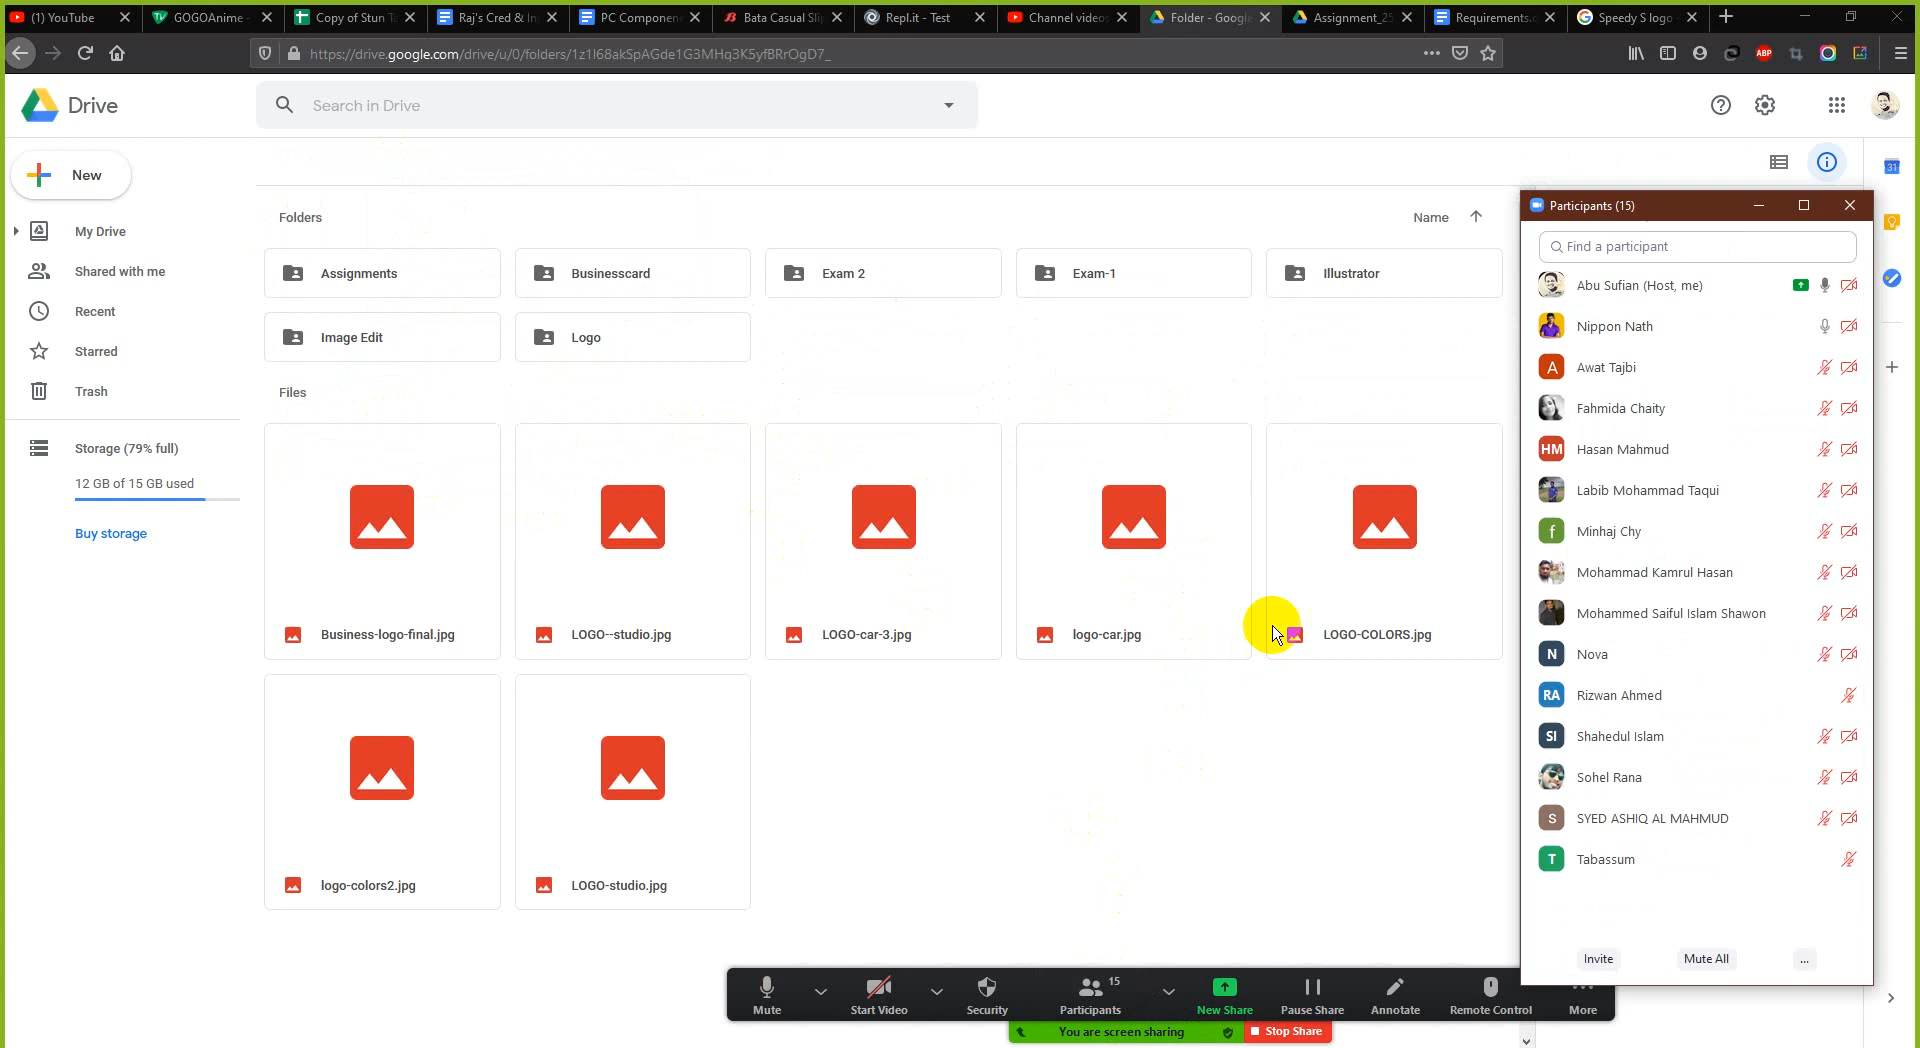 (1) YouTube
GOGOAnime
Copy of Stun T
Raj's Cred & In
PC Componen
Bata Casual Slip
Repl.it - Test
Channel videos
Folder - Google
Assignment_25
Requirements.
Speedy S logo
https://drive.google.com/drive/u/0/folders/1z1I68akSpAGde1G3MHq3K5yfBRrOgD7_
ABP
Drive
Search in Drive
New
31
My Drive
Shared with me
Recent
Starred
Trash
Storage (79% full)
12 GB of 15 GB used
Buy storage
Folders
Name
Assignments
Businesscard
Exam 2
Exam-1
Illustrator
Image Edit
Logo
Files
Business-logo-final.jpg
LOGO--studio.jpg
LOGO-car-3.jpg
logo-car.jpg
LOGO-COLORS.jpg
logo-colors2.jpg
LOGO-studio.jpg
Participants (15)
Find a participant
Abu Sufian (Host, me)
Nippon Nath
A Awat Tajbi
Fahmida Chaity
HM Hasan Mahmud
Labib Mohammad Taqui
f Minhaj Chy
Mohammad Kamrul Hasan
Mohammed Saiful Islam Shawon
N Nova
RA Rizwan Ahmed
SI Shahedul Islam
Sohel Rana
S SYED ASHIQ AL MAHMUD
T Tabassum
Invite
Mute All
...
Mute
Start Video
Security
15
Participants
New Share
Pause Share
Annotate
Remote Control
More
You are screen sharing
Stop Share